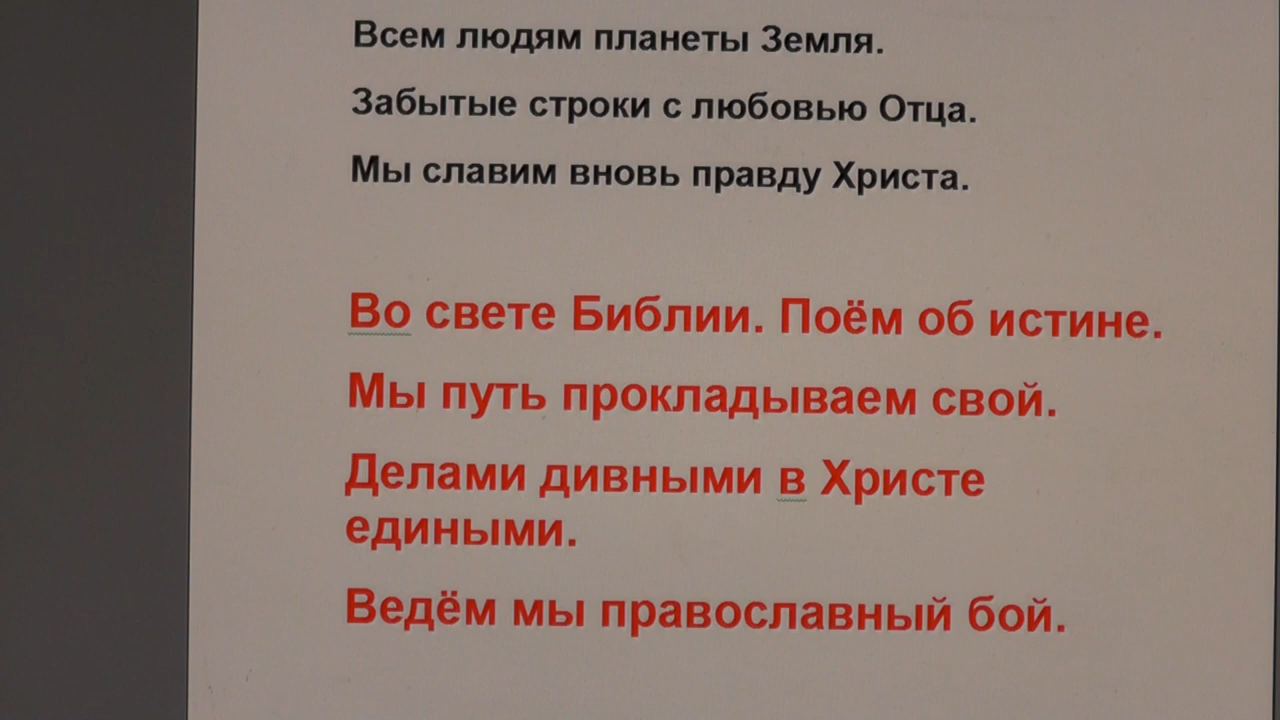 Всем людям планеты Земля.
Забытые строки с любовью Отца.
Мы славим вновь правду Христа.
Во свете Библии. Поём об истине.
Мы путь прокладываем свой.
Делами дивными в Христе
едиными.
Ведём мы православный бой.